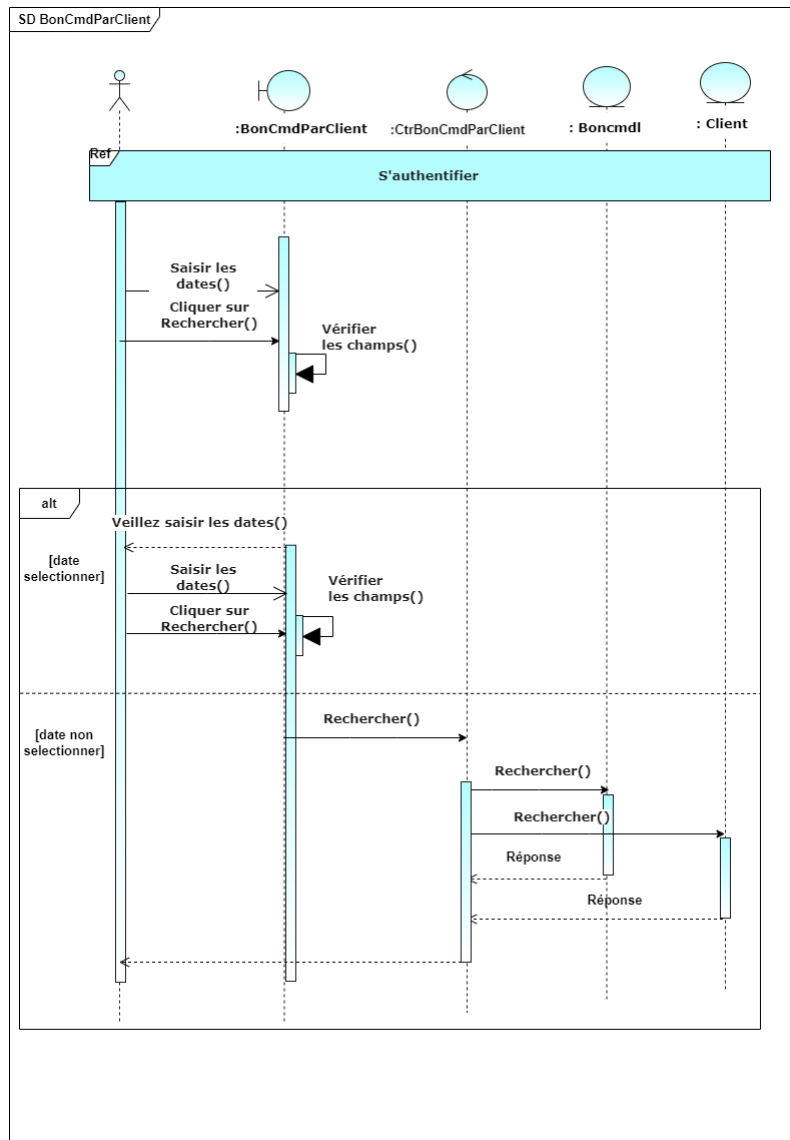 SD BonCmdParClient
:BonCmdParClient
:CtrBonCmdParClient
: Boncmdl
: Client
Ref
S'authentifier
Saisir les
dates()
Cliquer sur
Rechercher()
Vérifier
les champs()
alt
Veillez saisir les dates()
[date
selectionner]
Saisir les
dates()
Vérifier
les champs()
Cliquer sur
Rechercher()
[date non
selectionner]
Rechercher()
Rechercher()
Rechercher()
Réponse
Réponse